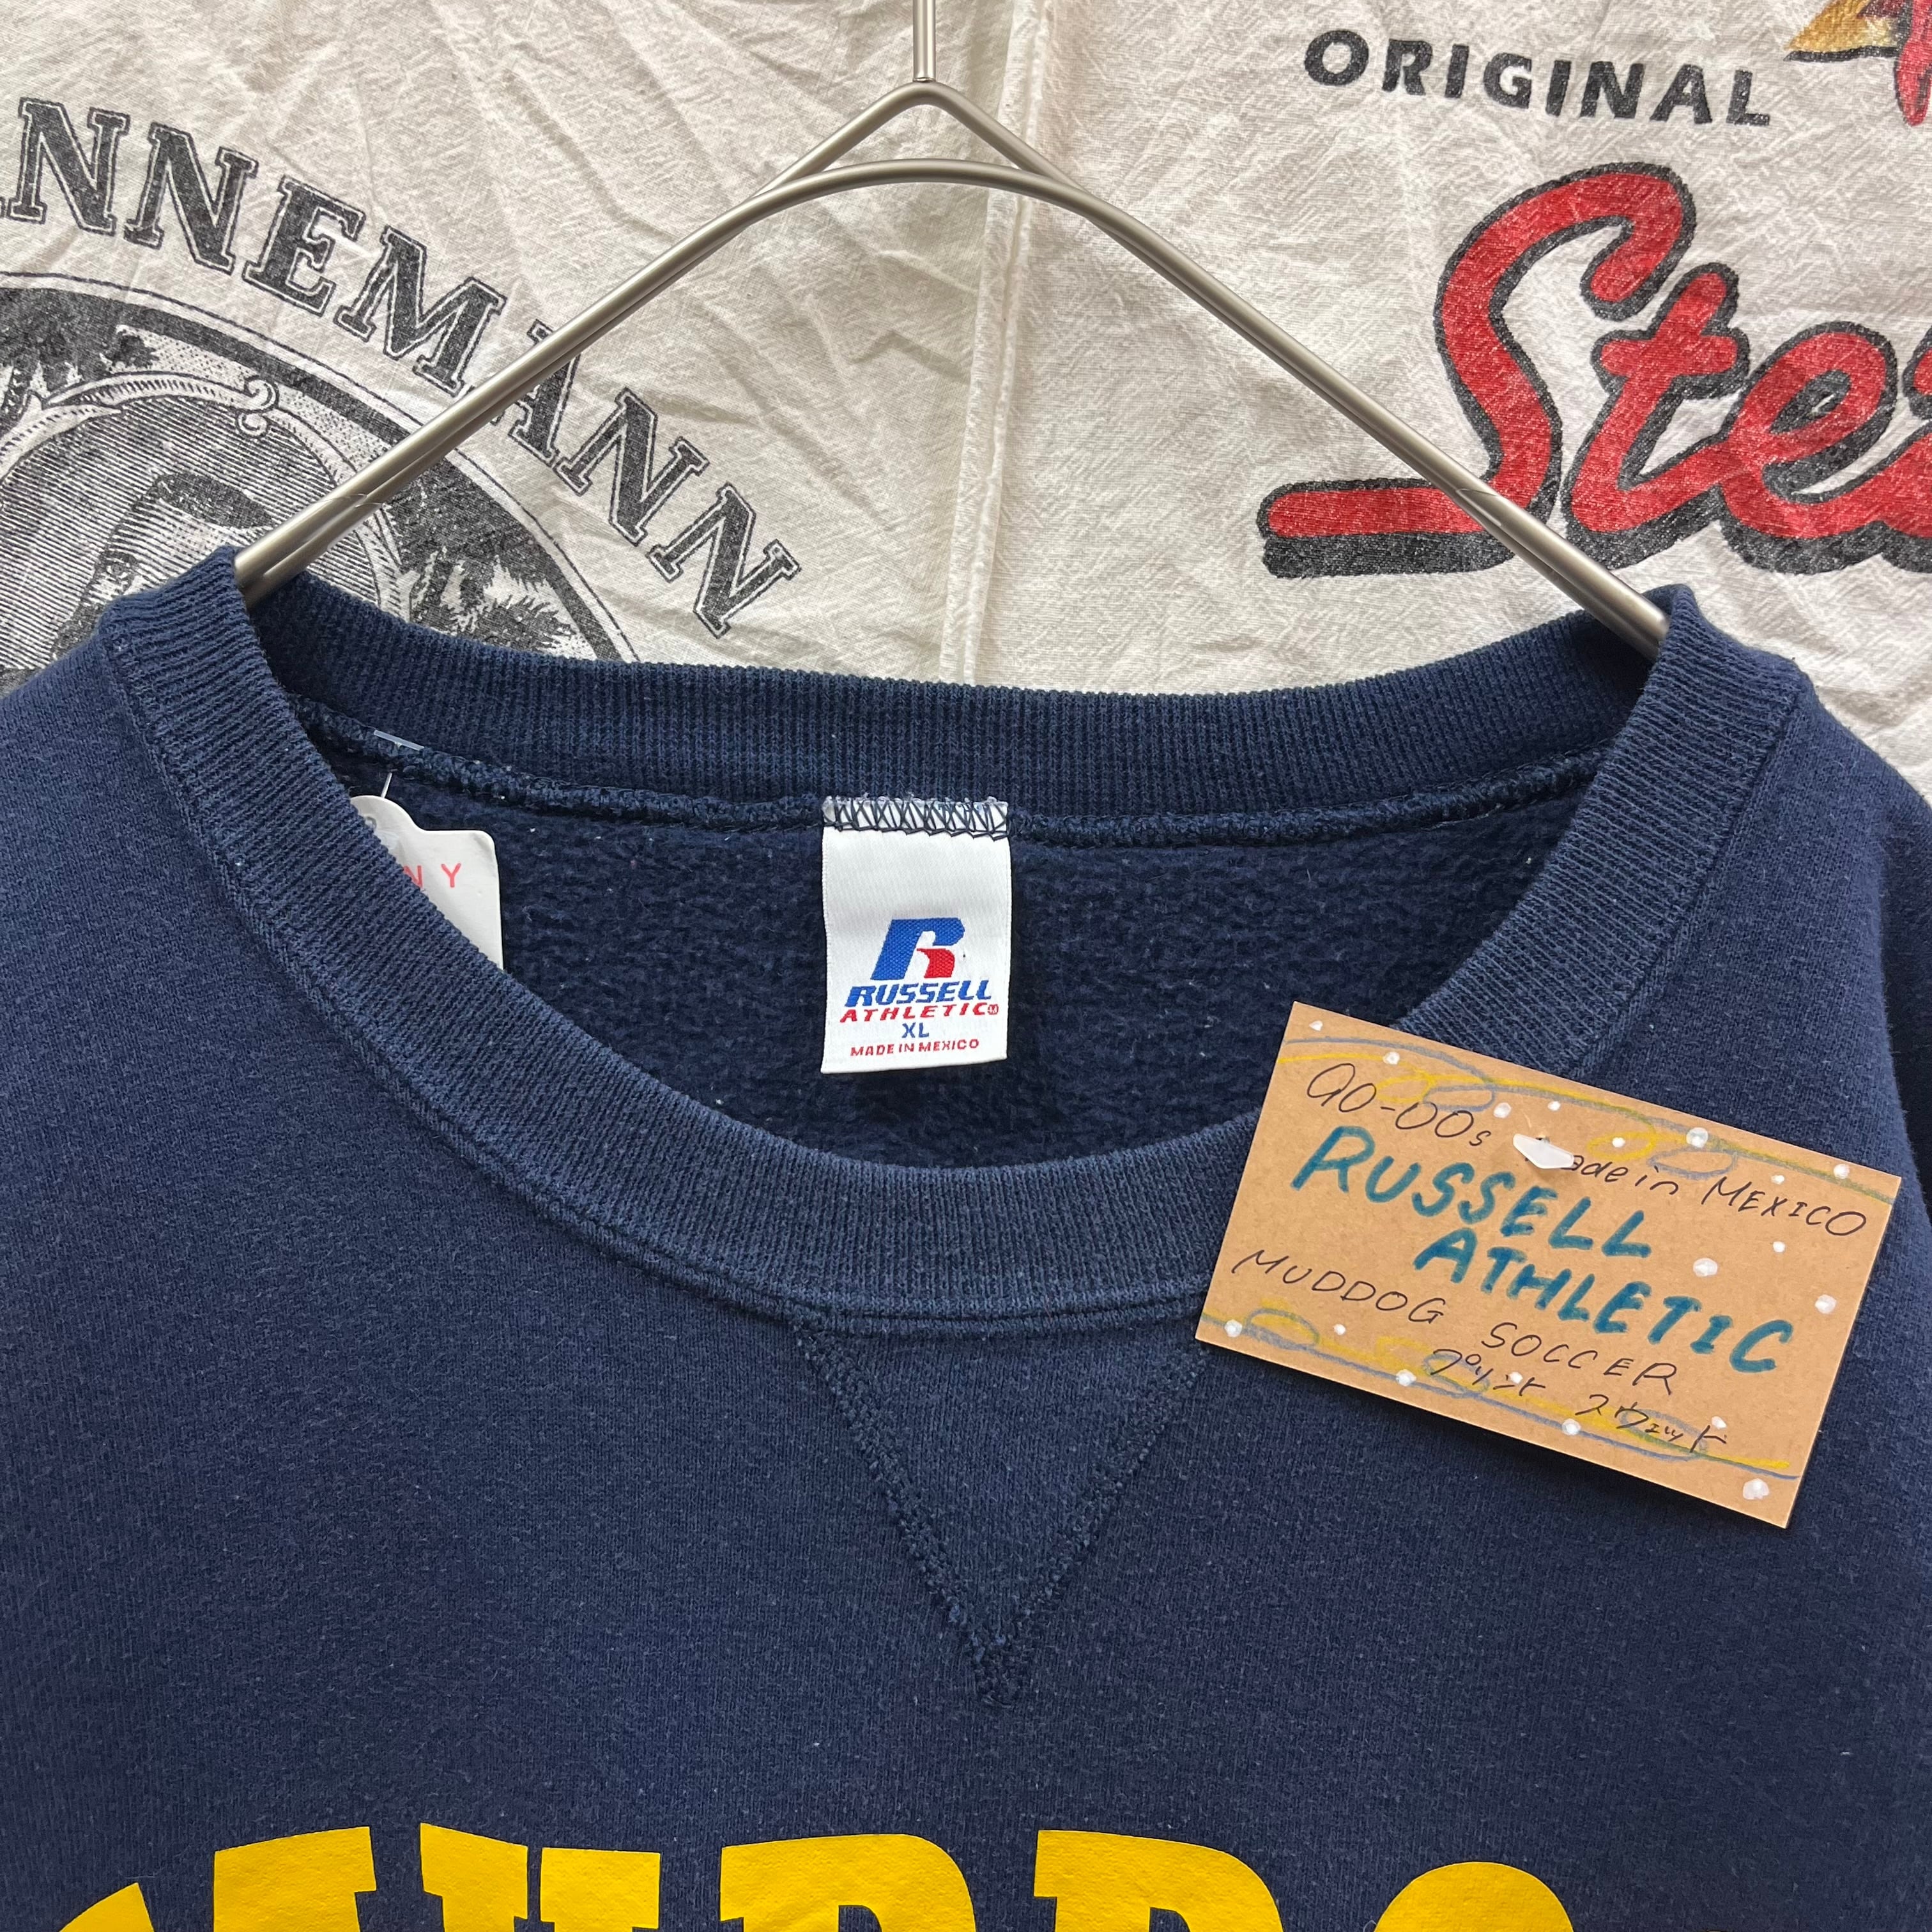 ORIGINAL
NNEMANN
NY
RUSSELL
ATHLETIC
XL
MADE IN MEXICO
90-00s made in MEXICO
RUSSELL
ATHLETIC
MUDDOG SOCCER
プリント スウェット